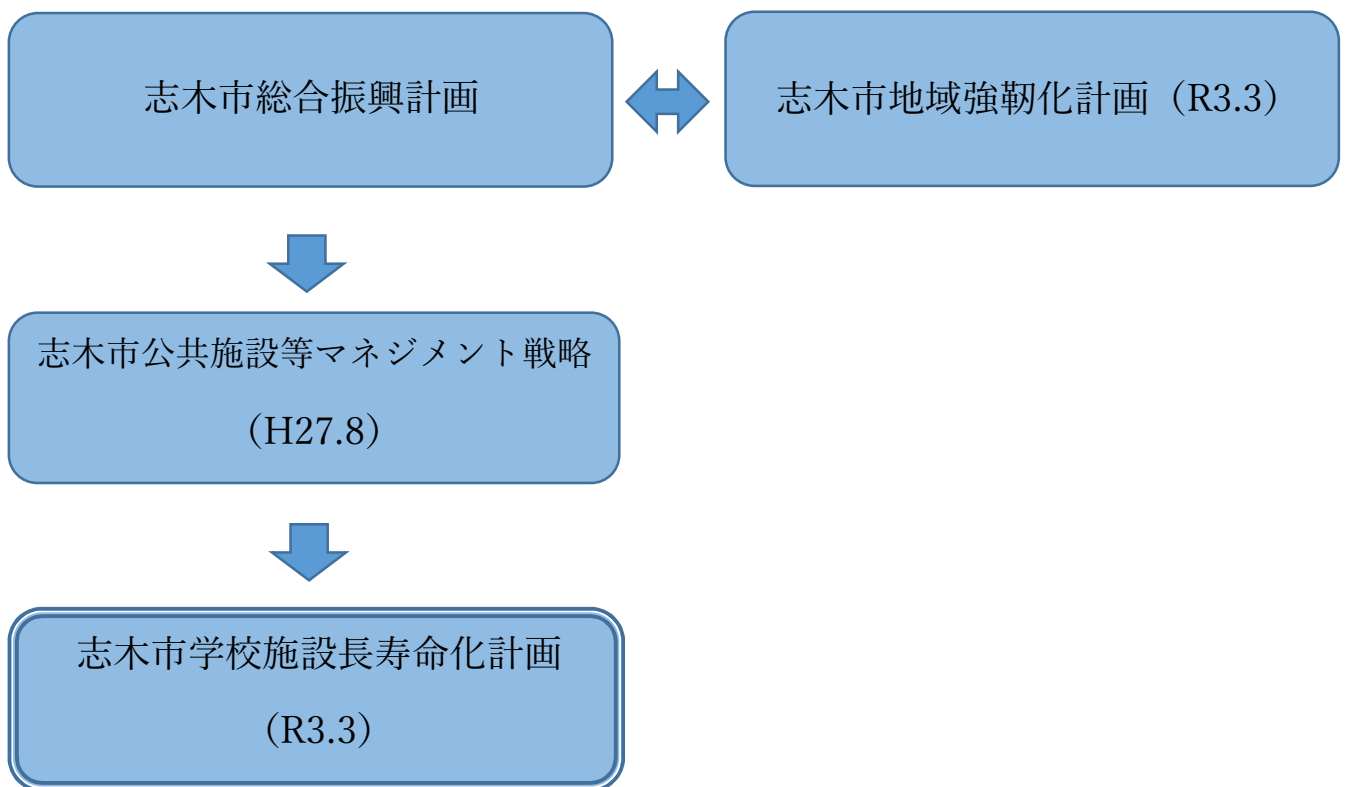 志木市総合振興計画
志木市地域強靭化計画（R3.3）
志木市公共施設等マネジメント戦略
（H27.8）
志木市学校施設長寿命化計画
（R3.3）